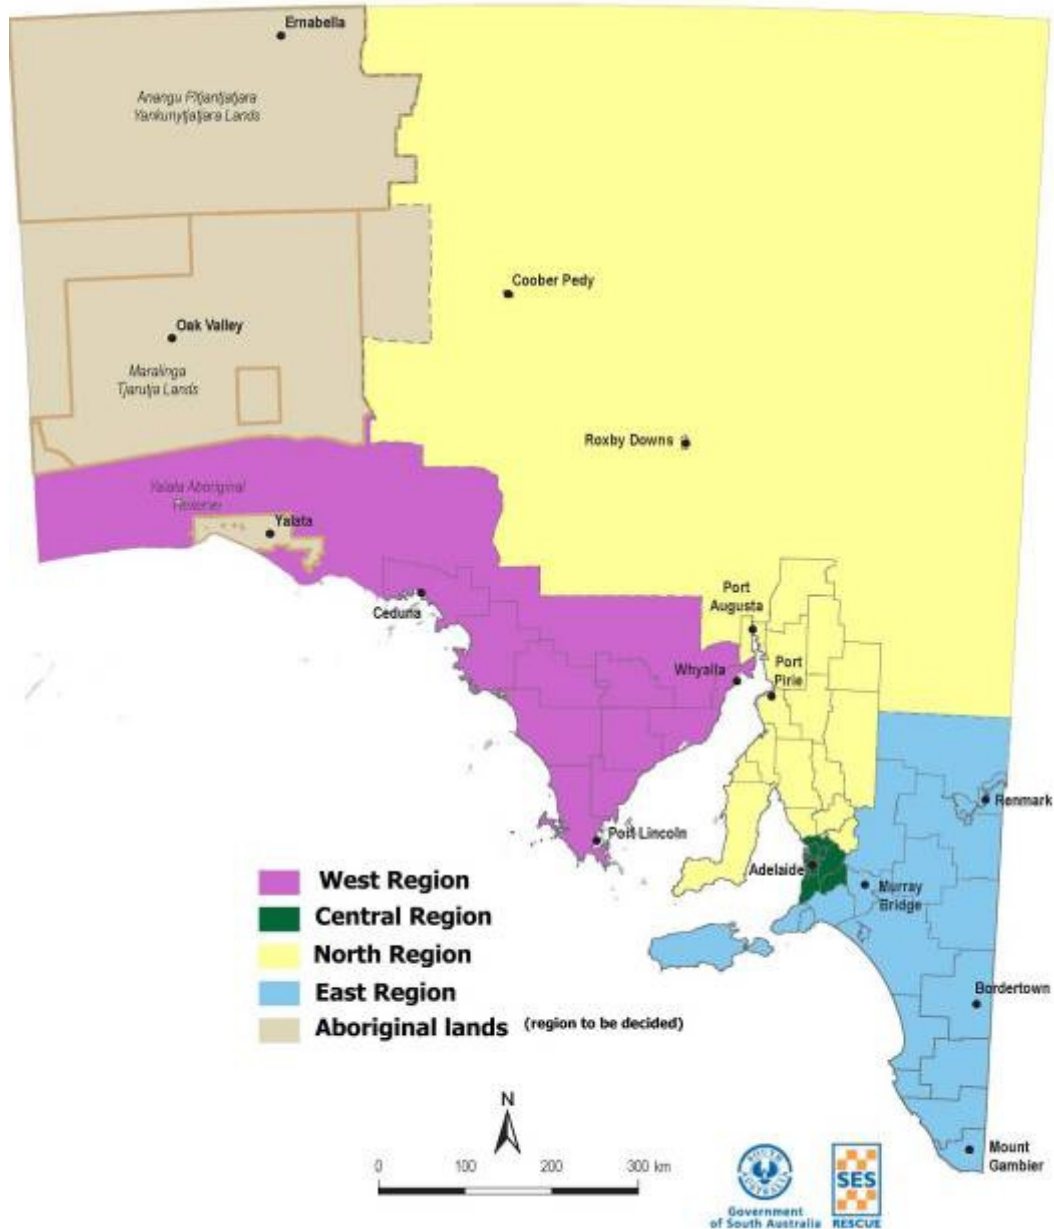 Ernabella
Anangu Pitjantjatjara
Yankunytjatjara Lands
Coober Pedy
Oak Valley
Maralinga
Tjarutja Lands
Roxby Downs
Yalata Aboriginal
Reserve
Yalata
Port
Augusta
Ceduna
Whyalla
Port
Pirie
Renmark
Port Lincoln
Adelaide
Murray
Bridge
West Region
Central Region
North Region
East Region
Aboriginal lands (region to be decided)
Bordertown
N
Mount
Gambier
0 100 200 300 km
SOUTH
AUSTRALIA
Government
of South Australia
SES
RESCUE